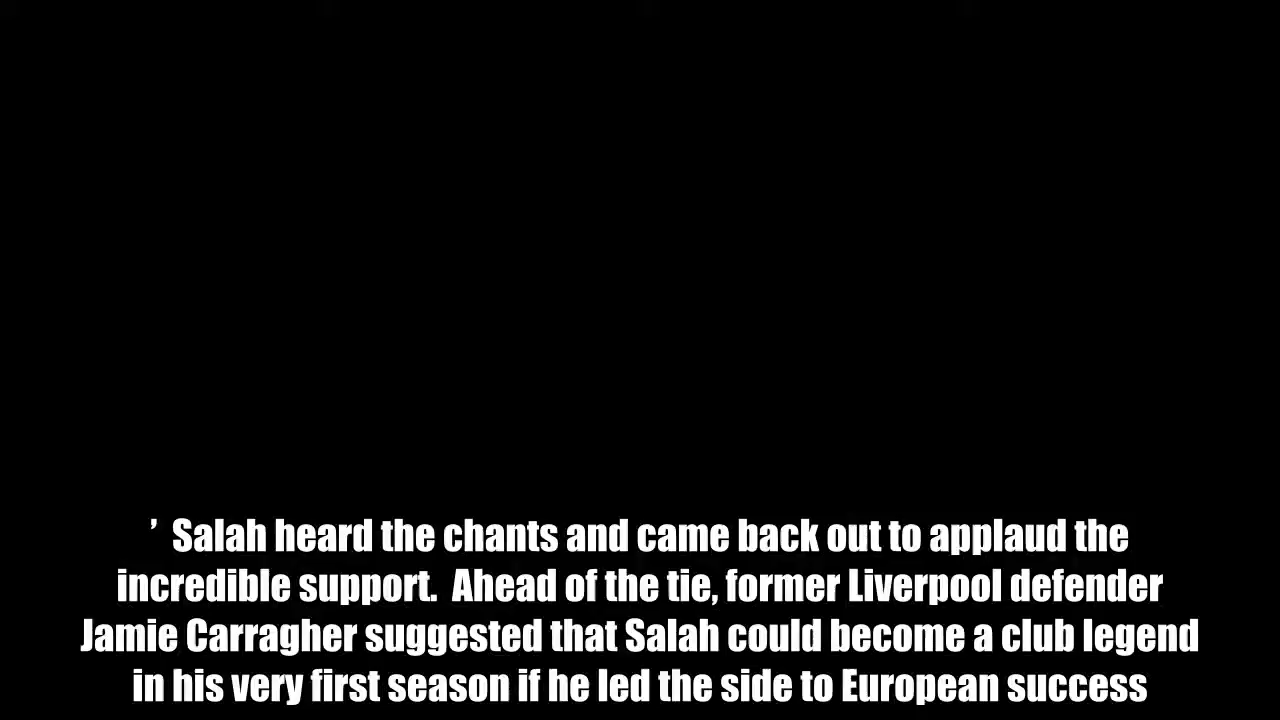 ’  Salah heard the chants and came back out to applaud the
incredible support.  Ahead of the tie, former Liverpool defender
Jamie Carragher suggested that Salah could become a club legend
in his very first season if he led the side to European success